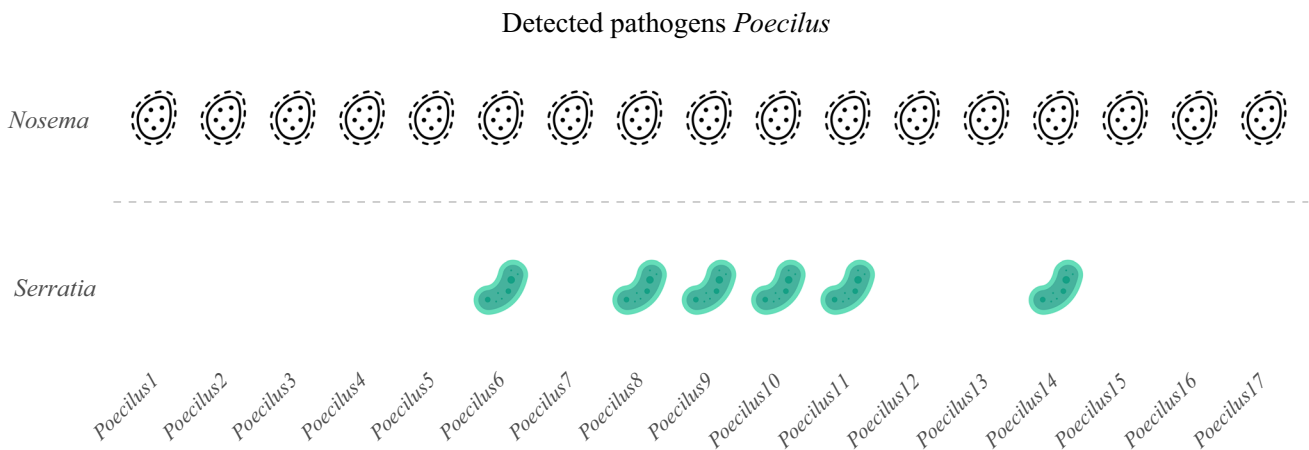 Detected pathogens Poecilus
Nosema
Serratia
Poecilus1
Poecilus2
Poecilus3
Poecilus4
Poecilus5
Poecilus6
Poecilus7
Poecilus8
Poecilus9
Poecilus10
Poecilus11
Poecilus12
Poecilus13
Poecilus14
Poecilus15
Poecilus16
Poecilus17